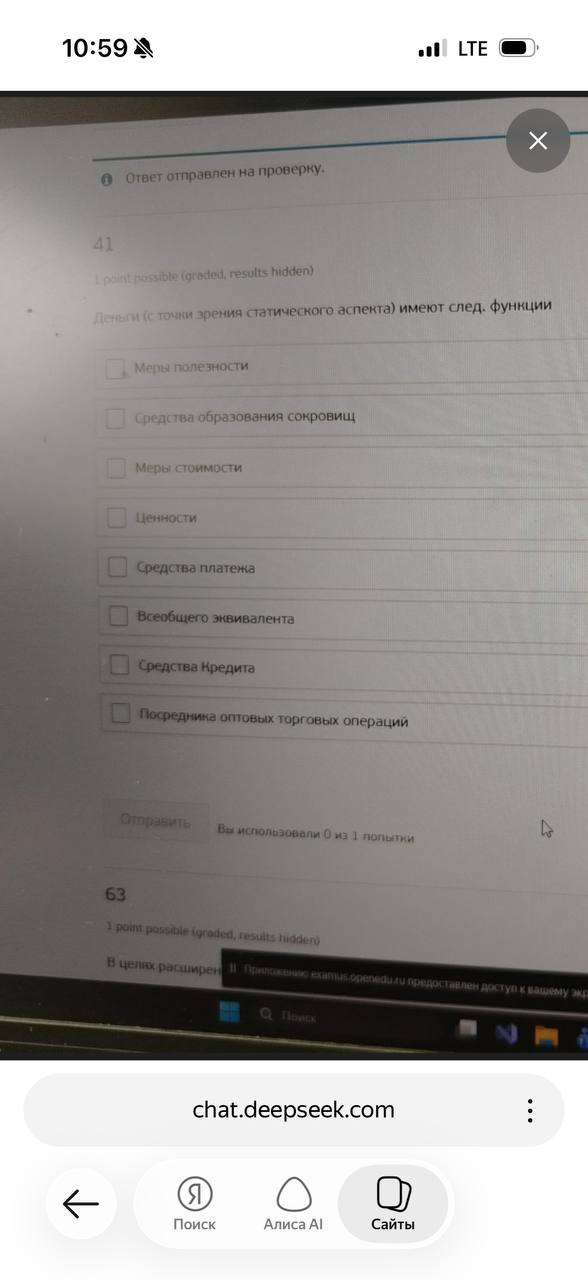 10:59
LTE
Ответ отправлен на проверку.
41
1 point possible (graded, results hidden)
Деньги (с точки зрения статического аспекта) имеют след. функции
Меры полезности
Средства образования сокровищ
Меры стоимости
Ценности
Средства платежа
Всеобщего эквивалента
Средства Кредита
Посредника оптовых торговых операций
Отправить
Вы использовали 0 из 1 попытки
63
1 point possible (graded, results hidden)
В целях расширен
Приложению examus.openedu.ru предоставлен доступ к вашему экр
Поиск
chat.deepseek.com
Поиск
Алиса AI
Сайты